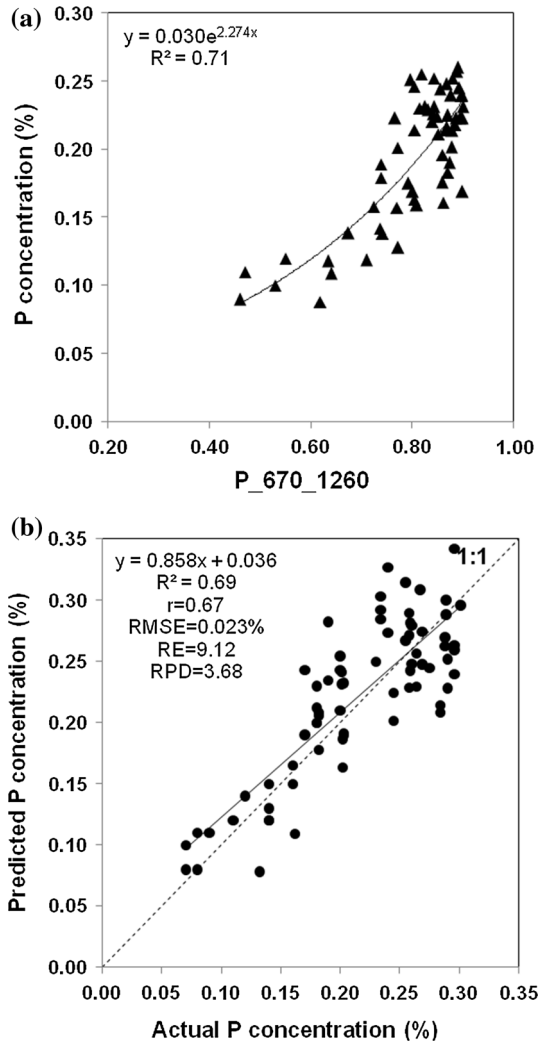 (a)
y = 0.030e^2.274x
R² = 0.71
P concentration (%)
0.30
0.25
0.20
0.15
0.10
0.05
0.00
0.20 0.40 0.60 0.80 1.00
P_670_1260
(b)
y = 0.858x + 0.036
R² = 0.69
r=0.67
RMSE=0.023%
RE=9.12
RPD=3.68
1:1
Predicted P concentration (%)
0.35
0.30
0.25
0.20
0.15
0.10
0.05
0.00
0.00 0.05 0.10 0.15 0.20 0.25 0.30 0.35
Actual P concentration (%)